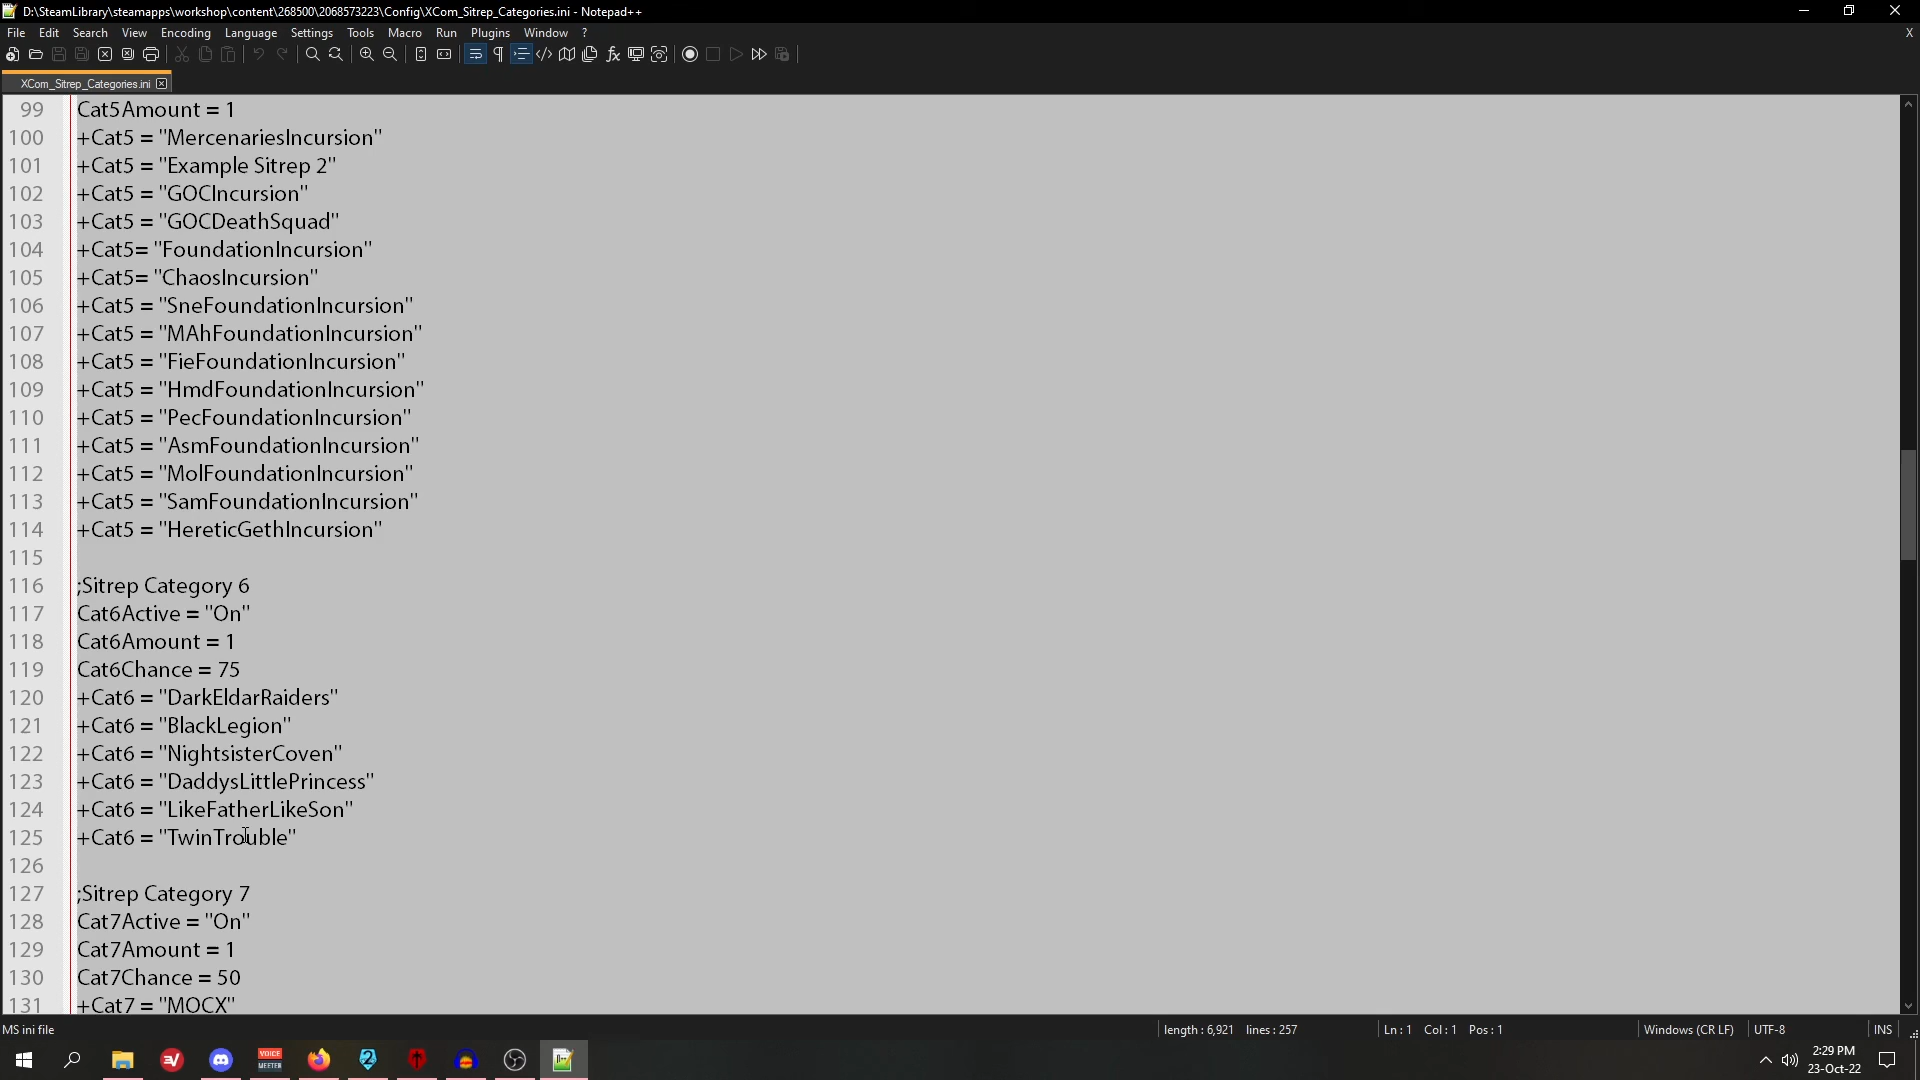 D:\SteamLibrary\steamapps\workshop\content\268500\2068573223\Config\XCom_Sitrep_Categories.ini - Notepad++
File Edit Search View Encoding Language Settings Tools Macro Run Plugins Window ? X
XCom_Sitrep_Categories.ini
99 Cat5Amount = 1
100 +Cat5 = "MercenariesIncursion"
101 +Cat5 = "Example Sitrep 2"
102 +Cat5 = "GOCIncursion"
103 +Cat5 = "GOCDeathSquad"
104 +Cat5= "FoundationIncursion"
105 +Cat5= "ChaosIncursion"
106 +Cat5 = "SneFoundationIncursion"
107 +Cat5 = "MAhFoundationIncursion"
108 +Cat5 = "FieFoundationIncursion"
109 +Cat5 = "HmdFoundationIncursion"
110 +Cat5 = "PecFoundationIncursion"
111 +Cat5 = "AsmFoundationIncursion"
112 +Cat5 = "MolFoundationIncursion"
113 +Cat5 = "SamFoundationIncursion"
114 +Cat5 = "HereticGethIncursion"
115
116 ;Sitrep Category 6
117 Cat6Active = "On"
118 Cat6Amount = 1
119 Cat6Chance = 75
120 +Cat6 = "DarkEldarRaiders"
121 +Cat6 = "BlackLegion"
122 +Cat6 = "NightsisterCoven"
123 +Cat6 = "DaddysLittlePrincess"
124 +Cat6 = "LikeFatherLikeSon"
125 +Cat6 = "TwinTrouble"
126
127 ;Sitrep Category 7
128 Cat7Active = "On"
129 Cat7Amount = 1
130 Cat7Chance = 50
131 +Cat7 = "MOCX"
MS ini file length : 6,921 lines : 257 Ln : 1 Col : 1 Pos : 1 Windows (CR LF) UTF-8 INS
VOICE MEETER
2:29 PM
23-Oct-22